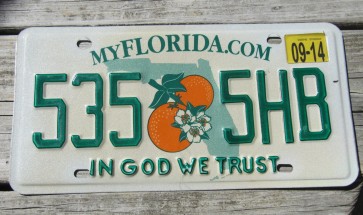 MYFLORIDA.COM
09-14
535 5HB
IN GOD WE TRUST